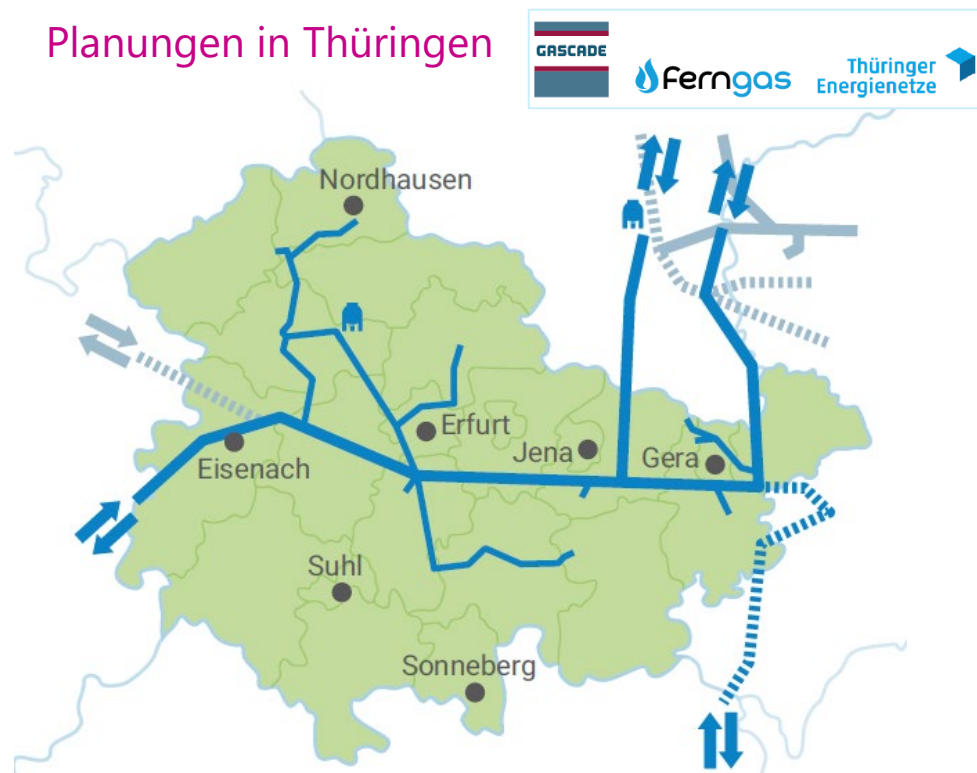 Planungen in Thüringen
GASCADE
Ferngas
Thüringer
Energienetze
Nordhausen
Erfurt
Jena
Gera
Eisenach
Suhl
Sonneberg